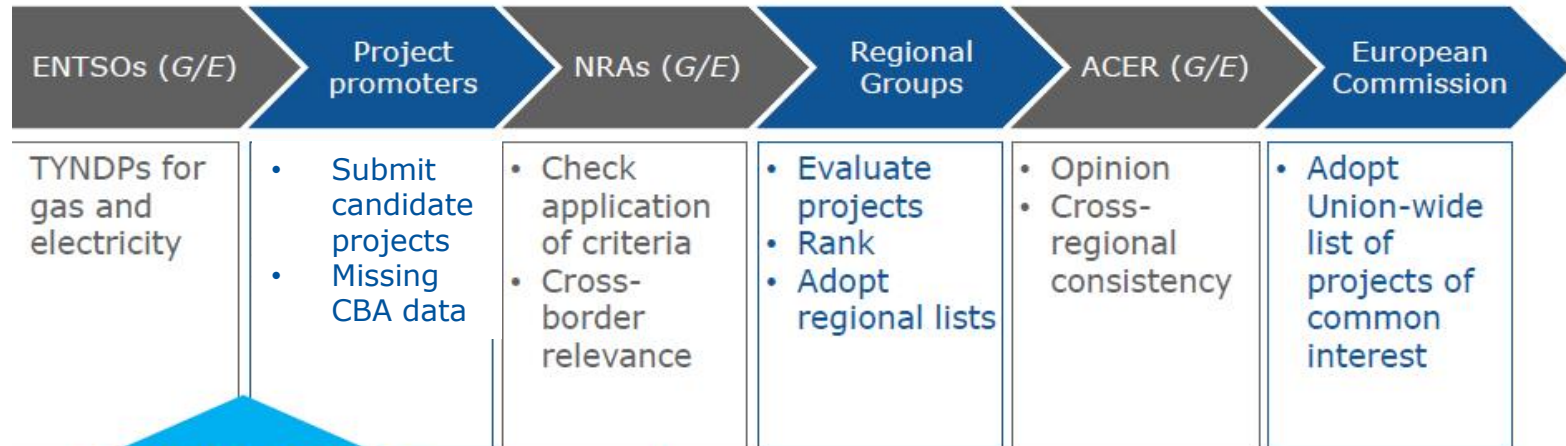 ENTSOs (G/E)
Project
promoters
NRAs (G/E)
Regional
Groups
ACER (G/E)
European
Commission
TYNDPs for
gas and
electricity
• Submit
candidate
projects
• Missing
CBA data
• Check
application
of criteria
• Cross-
border
relevance
• Evaluate
projects
• Rank
• Adopt
regional lists
• Opinion
• Cross-
regional
consistency
• Adopt
Union-wide
list of
projects of
common
interest